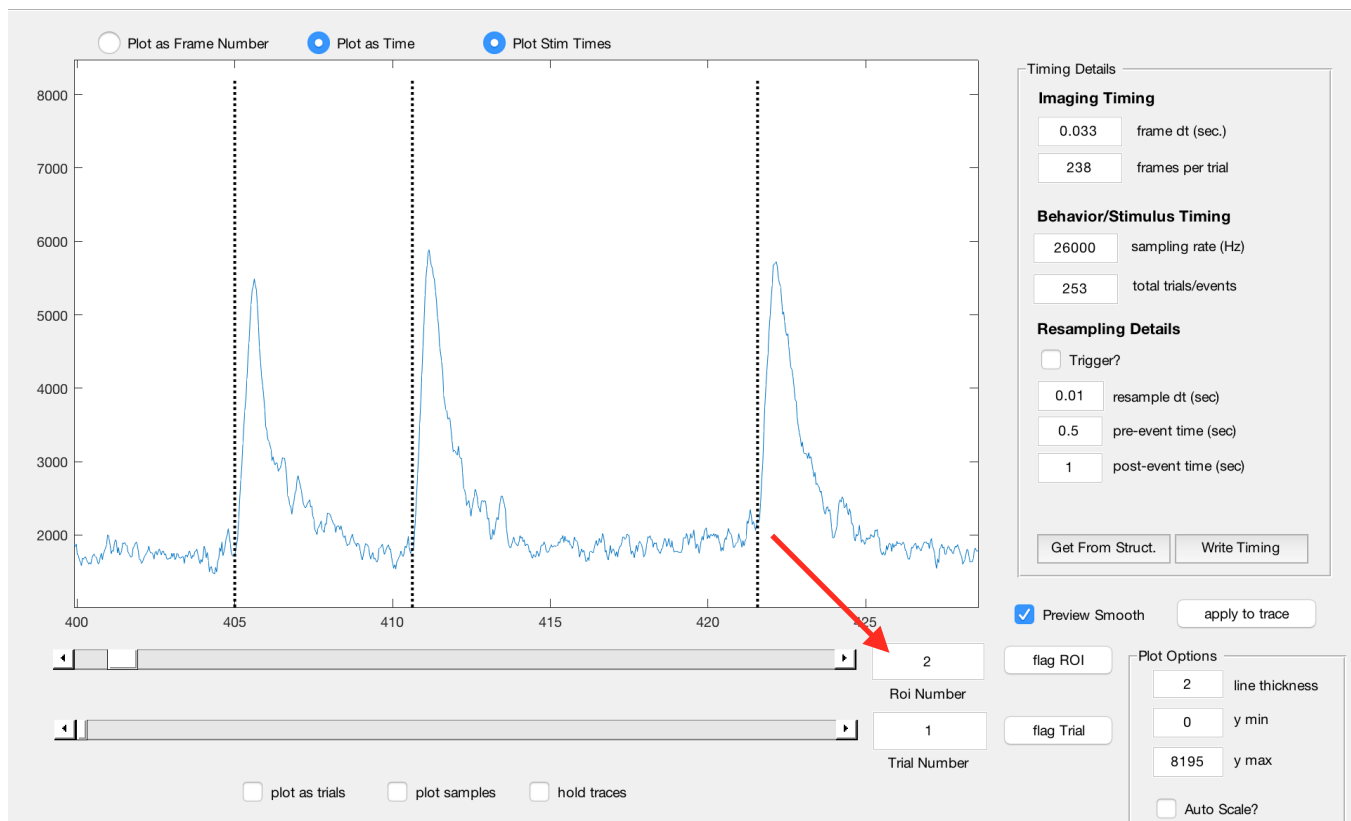 Plot as Frame Number
Plot as Time
Plot Stim Times
8000
7000
6000
5000
4000
3000
2000
400
405
410
415
420
425
Timing Details
Imaging Timing
0.033 frame dt (sec.)
238 frames per trial
Behavior/Stimulus Timing
26000 sampling rate (Hz)
253 total trials/events
Resampling Details
Trigger?
0.01 resample dt (sec)
0.5 pre-event time (sec)
1 post-event time (sec)
Get From Struct.
Write Timing
Preview Smooth
apply to trace
2
Roi Number
flag ROI
1
Trial Number
flag Trial
Plot Options
2 line thickness
0 y min
8195 y max
Auto Scale?
plot as trials
plot samples
hold traces